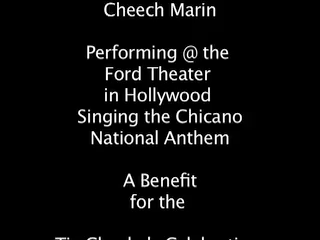 Cheech Marin
Performing @ the
Ford Theater
in Hollywood
Singing the Chicano
National Anthem
A Benefit
for the